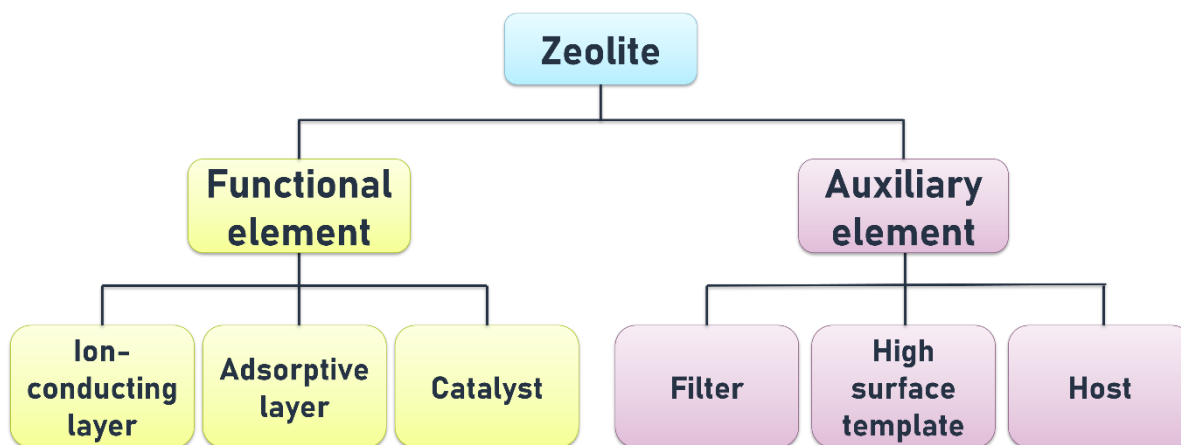 Zeolite
Functional
element
Auxiliary
element
Ion-
conducting
layer
Adsorptive
layer
Catalyst
Filter
High
surface
template
Host